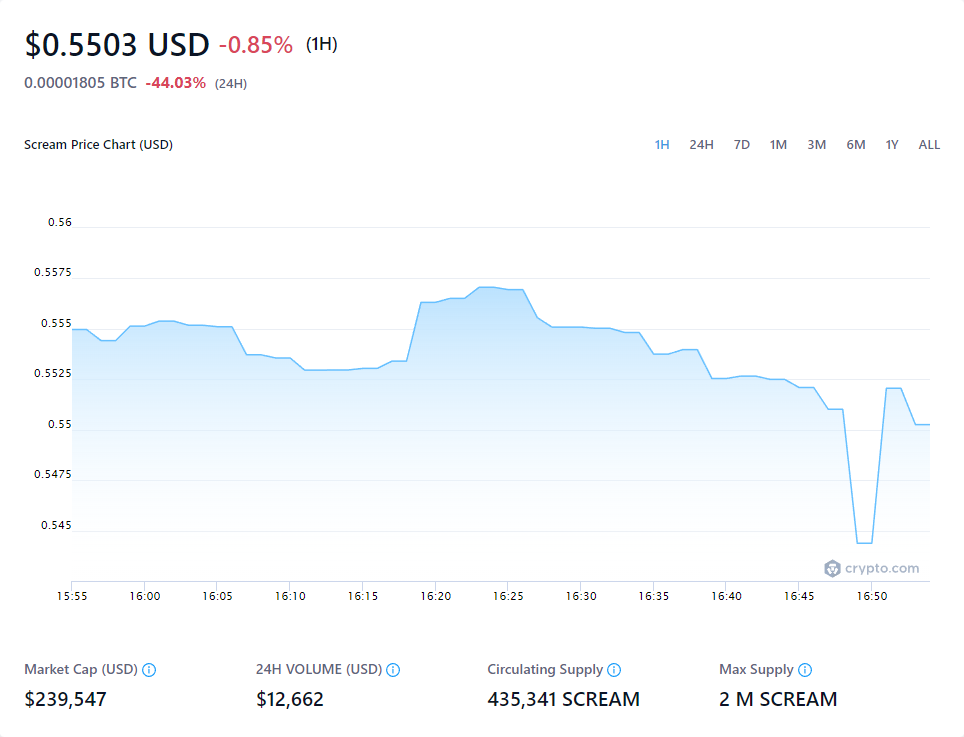 $0.5503 USD -0.85% (1H)
0.00001805 BTC -44.03% (24H)
Scream Price Chart (USD)
1H 24H 7D 1M 3M 6M 1Y ALL
0.56
0.5575
0.555
0.5525
0.55
0.5475
0.545
crypto.com
15:55 16:00 16:05 16:10 16:15 16:20 16:25 16:30 16:35 16:40 16:45 16:50
Market Cap (USD) 24H VOLUME (USD) Circulating Supply Max Supply
$239,547 $12,662 435,341 SCREAM 2 M SCREAM